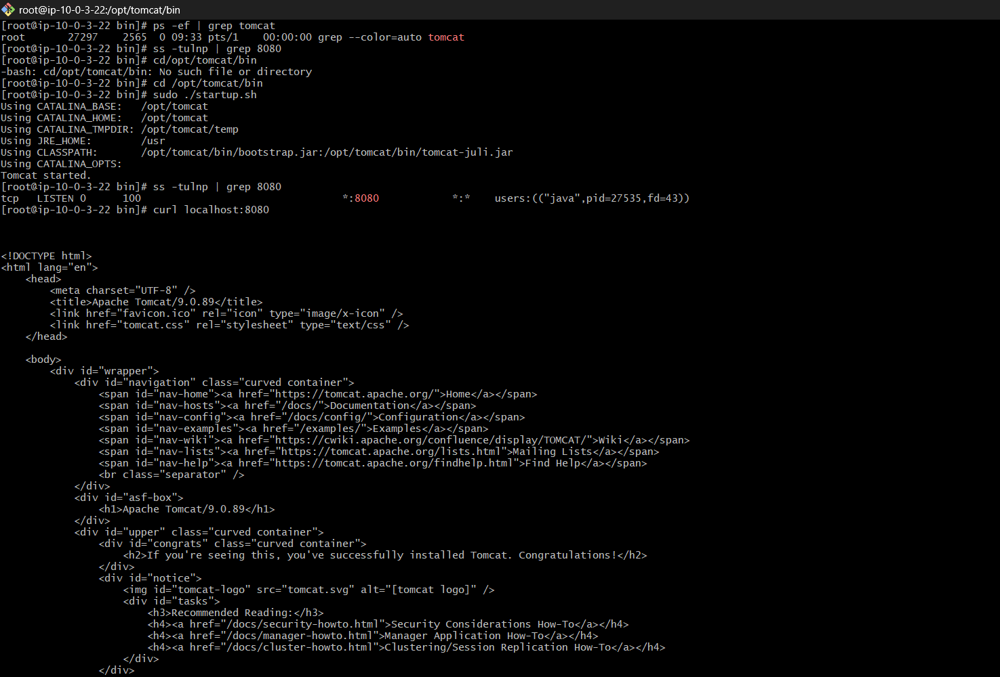 root@ip-10-0-3-22:/opt/tomcat/bin
[root@ip-10-0-3-22 bin]# ps -ef | grep tomcat
root       27297    2565  0 09:33 pts/1    00:00:00 grep --color=auto tomcat
[root@ip-10-0-3-22 bin]# ss -tulnp | grep 8080
[root@ip-10-0-3-22 bin]# cd/opt/tomcat/bin
-bash: cd/opt/tomcat/bin: No such file or directory
[root@ip-10-0-3-22 bin]# cd /opt/tomcat/bin
[root@ip-10-0-3-22 bin]# sudo ./startup.sh
Using CATALINA_BASE:   /opt/tomcat
Using CATALINA_HOME:   /opt/tomcat
Using CATALINA_TMPDIR: /opt/tomcat/temp
Using JRE_HOME:        /usr
Using CLASSPATH:       /opt/tomcat/bin/bootstrap.jar:/opt/tomcat/bin/tomcat-juli.jar
Using CATALINA_OPTS:
Tomcat started.
[root@ip-10-0-3-22 bin]# ss -tulnp | grep 8080
tcp   LISTEN 0      100                                 *:8080            *:*    users:(("java",pid=27535,fd=43))
[root@ip-10-0-3-22 bin]# curl localhost:8080
<!DOCTYPE html>
<html lang="en">
    <head>
        <meta charset="UTF-8" />
        <title>Apache Tomcat/9.0.89</title>
        <link href="favicon.ico" rel="icon" type="image/x-icon" />
        <link href="tomcat.css" rel="stylesheet" type="text/css" />
    </head>
    <body>
        <div id="wrapper">
            <div id="navigation" class="curved container">
                <span id="nav-home"><a href="https://tomcat.apache.org/">Home</a></span>
                <span id="nav-hosts"><a href="/docs/">Documentation</a></span>
                <span id="nav-config"><a href="/docs/config/">Configuration</a></span>
                <span id="nav-examples"><a href="/examples/">Examples</a></span>
                <span id="nav-wiki"><a href="https://cwiki.apache.org/confluence/display/TOMCAT/">Wiki</a></span>
                <span id="nav-lists"><a href="https://tomcat.apache.org/lists.html">Mailing Lists</a></span>
                <span id="nav-help"><a href="https://tomcat.apache.org/findhelp.html">Find Help</a></span>
                <br class="separator" />
            </div>
            <div id="asf-box">
                <h1>Apache Tomcat/9.0.89</h1>
            </div>
            <div id="upper" class="curved container">
                <div id="congrats" class="curved container">
                    <h2>If you're seeing this, you've successfully installed Tomcat. Congratulations!</h2>
                </div>
                <div id="notice">
                    <img id="tomcat-logo" src="tomcat.svg" alt="[tomcat logo]" />
                    <div id="tasks">
                        <h3>Recommended Reading:</h3>
                        <h4><a href="/docs/security-howto.html">Security Considerations How-To</a></h4>
                        <h4><a href="/docs/manager-howto.html">Manager Application How-To</a></h4>
                        <h4><a href="/docs/cluster-howto.html">Clustering/Session Replication How-To</a></h4>
                    </div>
                </div>